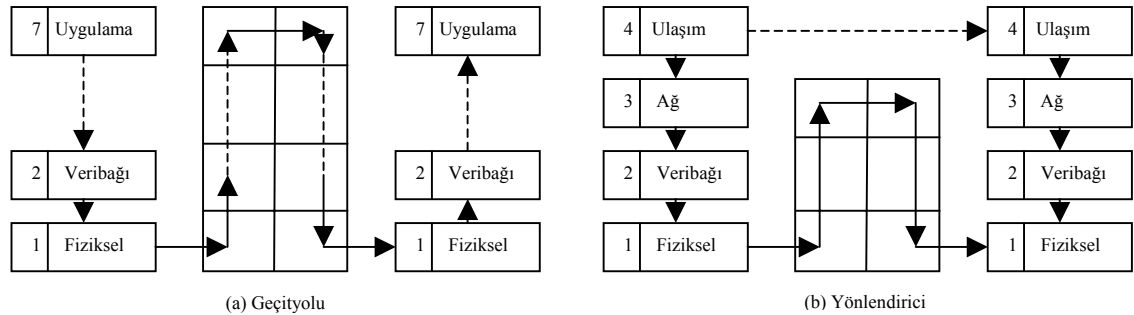 7 Uygulama
2 Veribağı
1 Fiziksel
7 Uygulama
2 Veribağı
1 Fiziksel
(a) Geçityolu
4 Ulaşım
3 Ağ
2 Veribağı
1 Fiziksel
4 Ulaşım
3 Ağ
2 Veribağı
1 Fiziksel
(b) Yönlendirici